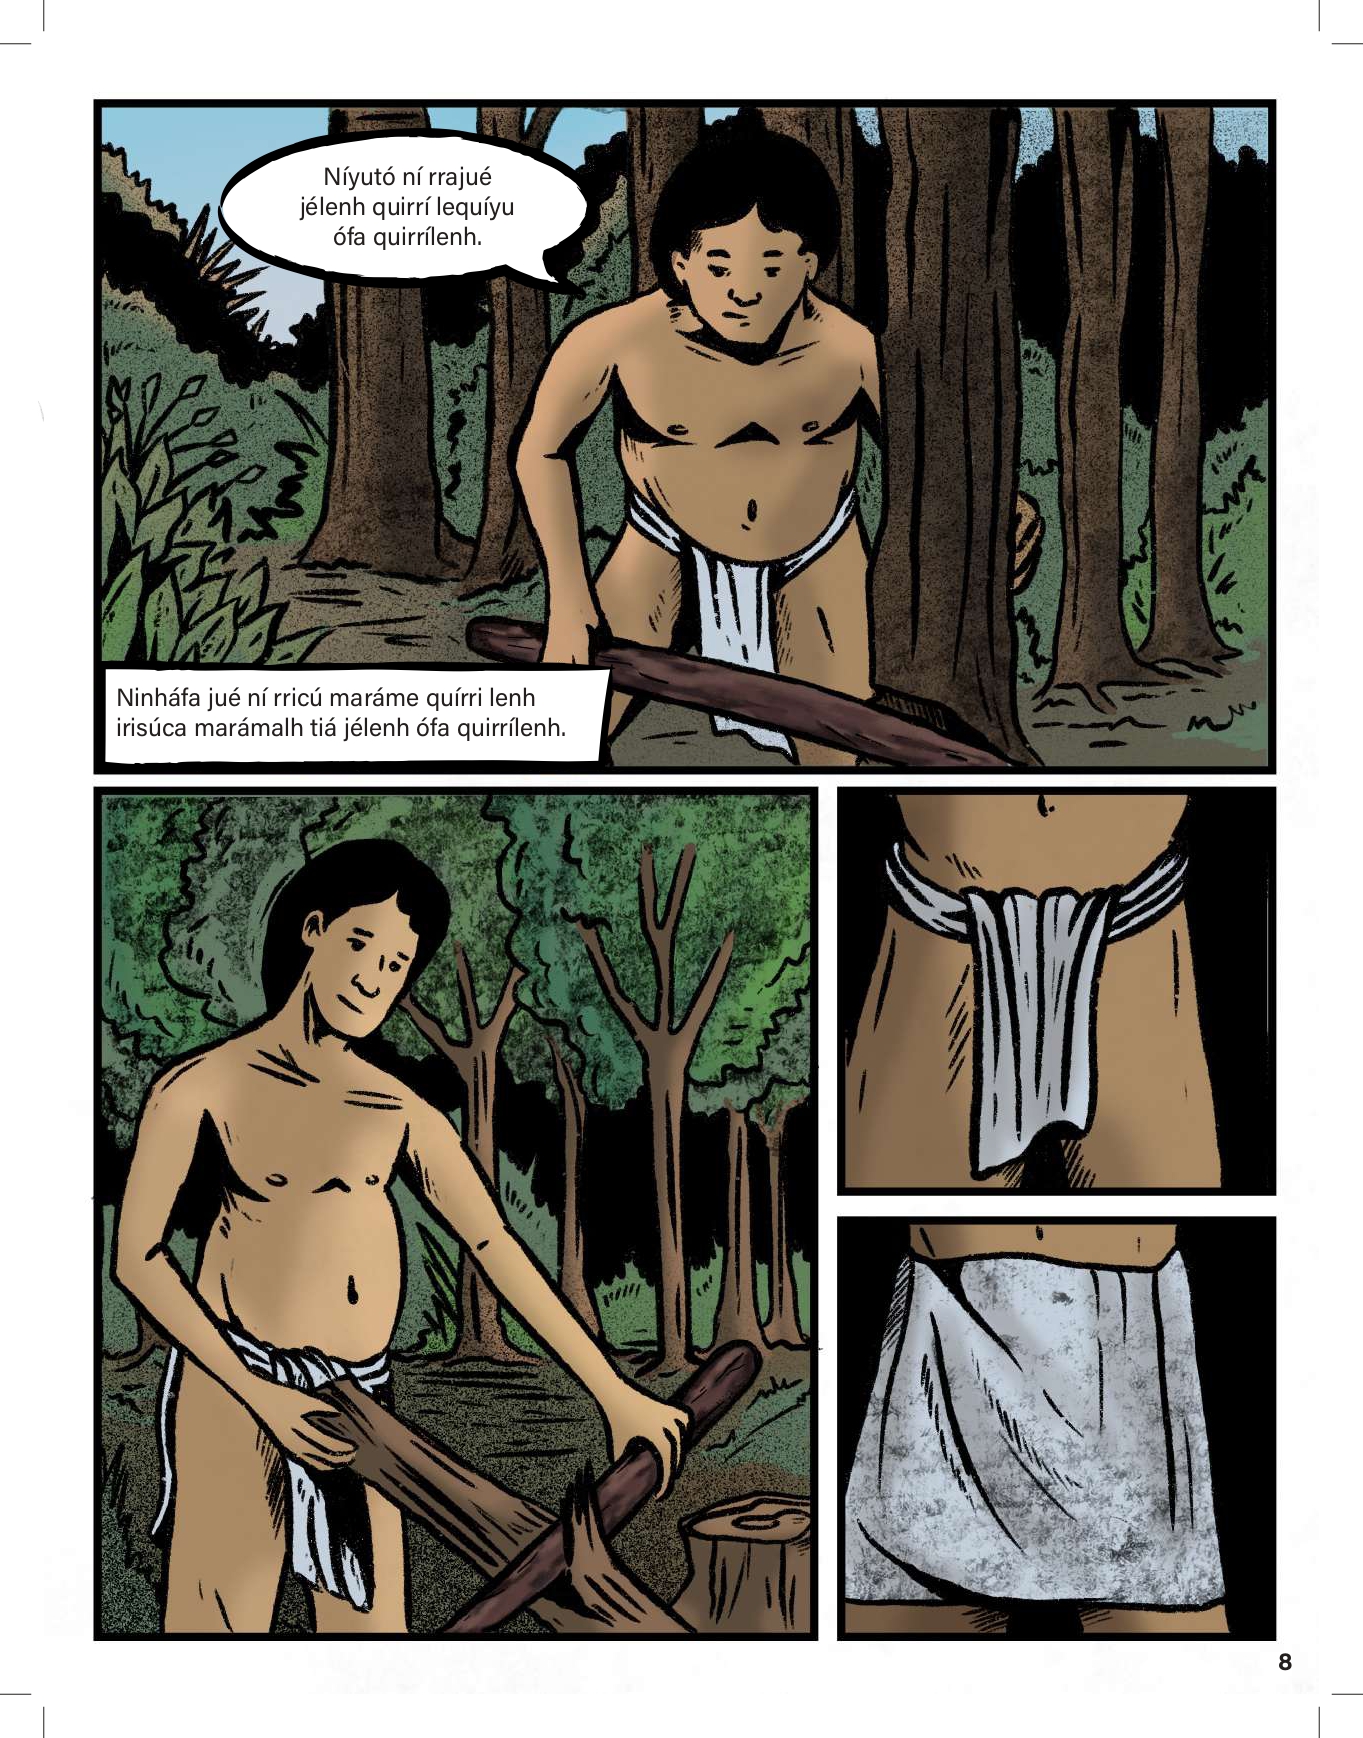 Níyutó ní rrajué
jélenh quirrí lequíyu
ófa quirrílenh.
Ninháfa jué ní rricú maráme quírri lenh
irisúca marámalh tiá jélenh ófa quirrílenh.
8